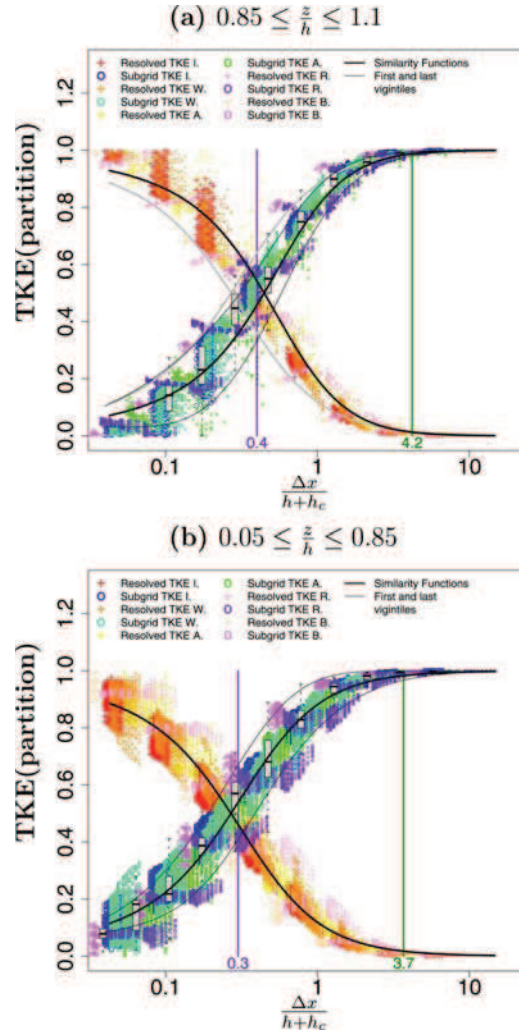 (a) 0.85 ≤ z/h ≤ 1.1
Resolved TKE I.
Subgrid TKE I.
Resolved TKE W.
Subgrid TKE W.
Resolved TKE A.
Subgrid TKE A.
Resolved TKE R.
Subgrid TKE R.
Resolved TKE B.
Subgrid TKE B.
Similarity Functions
First and last
vigintiles
TKE(partition)
1.2
1.0
0.8
0.6
0.4
0.2
0.0
0.4
4.2
0.1
1
10
Δx
h+h_c
(b) 0.05 ≤ z/h ≤ 0.85
Resolved TKE I.
Subgrid TKE I.
Resolved TKE W.
Subgrid TKE W.
Resolved TKE A.
Subgrid TKE A.
Resolved TKE R.
Subgrid TKE R.
Resolved TKE B.
Subgrid TKE B.
Similarity Functions
First and last
vigintiles
TKE(partition)
1.2
1.0
0.8
0.6
0.4
0.2
0.0
0.3
3.7
0.1
1
10
Δx
h+h_c